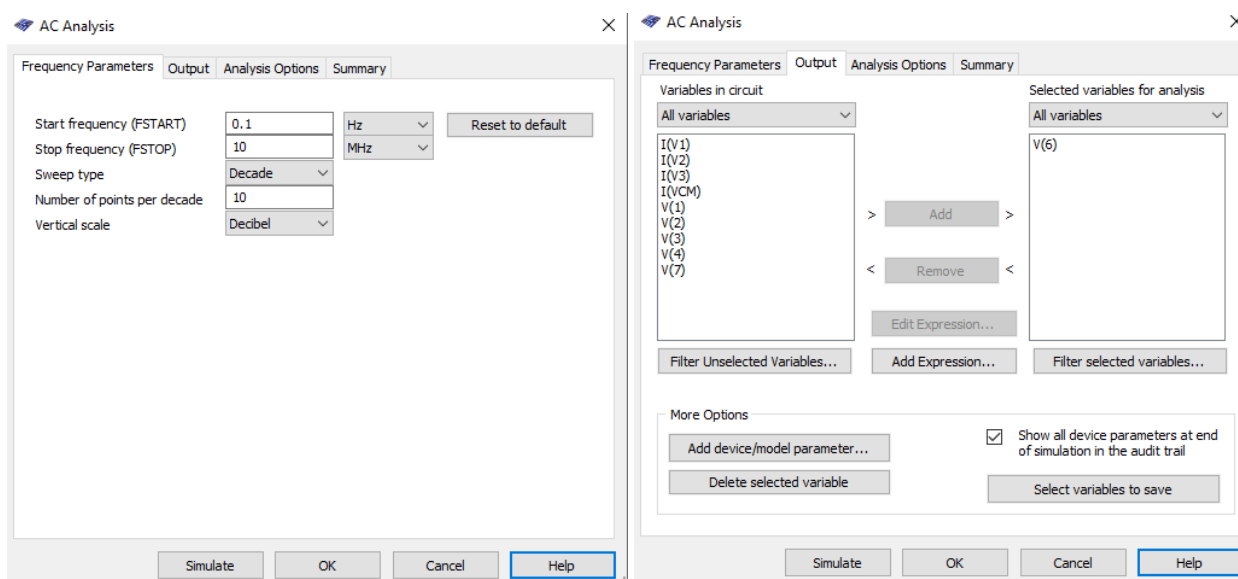 AC Analysis
Frequency Parameters Output Analysis Options Summary
Start frequency (FSTART) 0.1 Hz Reset to default
Stop frequency (FSTOP) 10 MHz
Sweep type Decade
Number of points per decade 10
Vertical scale Decibel
Simulate OK Cancel Help
AC Analysis
Frequency Parameters Output Analysis Options Summary
Variables in circuit Selected variables for analysis
All variables All variables
I(V1) V(6)
I(V2)
I(V3)
I(VCM)
V(1)
V(2)
V(3)
V(4)
V(7)
> Add >
< Remove <
Edit Expression...
Filter Unselected Variables... Add Expression... Filter selected variables...
More Options
Add device/model parameter... Show all device parameters at end
of simulation in the audit trail
Delete selected variable Select variables to save
Simulate OK Cancel Help